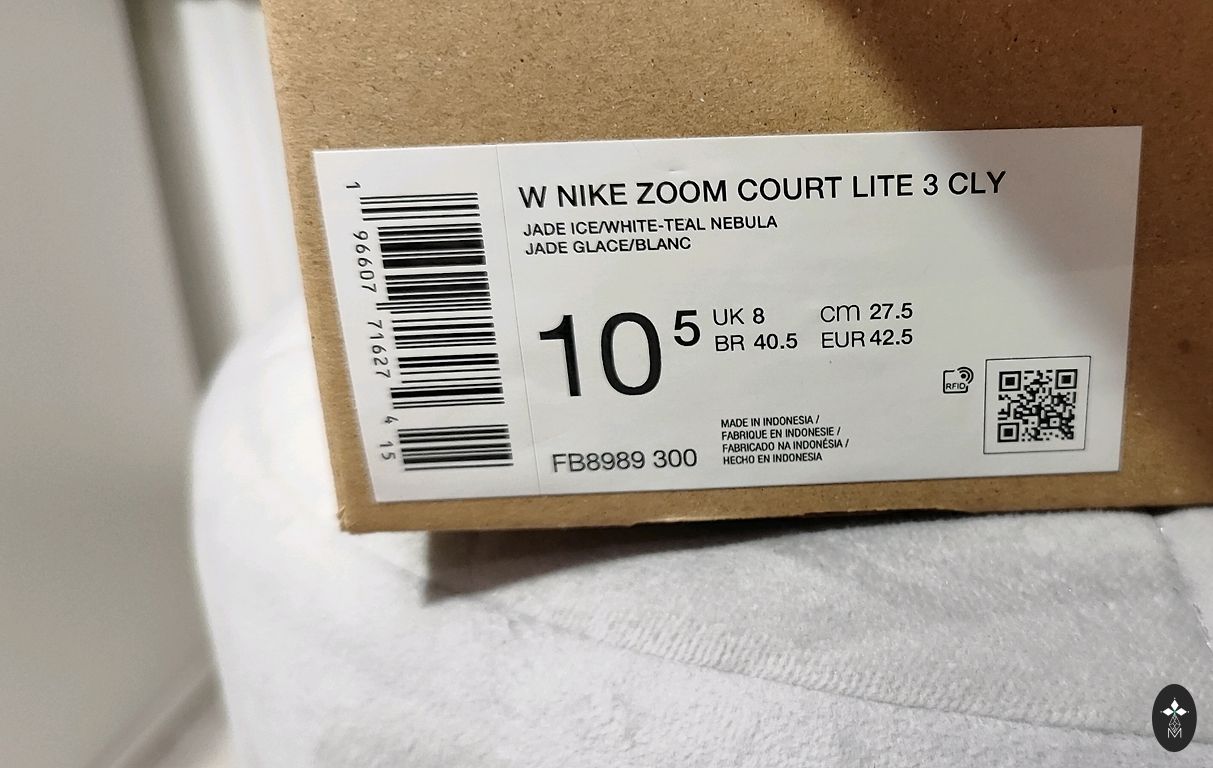 W NIKE ZOOM COURT LITE 3 CLY
JADE ICE/WHITE-TEAL NEBULA
JADE GLACE/BLANC
10 5
UK 8 cm 27.5
BR 40.5 EUR 42.5
RFID
MADE IN INDONESIA /
FABRIQUE EN INDONESIE /
FABRICADO NA INDONÉSIA /
HECHO EN INDONESIA
FB8989 300
1 96607 71627 4 15
M